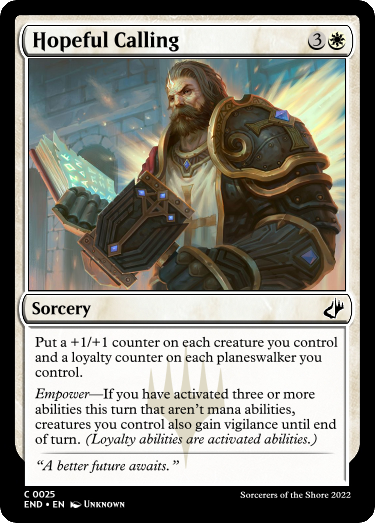 Hopeful Calling 3
Sorcery
Put a +1/+1 counter on each creature you control
and a loyalty counter on each planeswalker you
control.
Empower—If you have activated three or more
abilities this turn that aren't mana abilities,
creatures you control also gain vigilance until end
of turn. (Loyalty abilities are activated abilities.)
“A better future awaits.”
C 0025
END • EN Unknown
Sorcerers of the Shore 2022